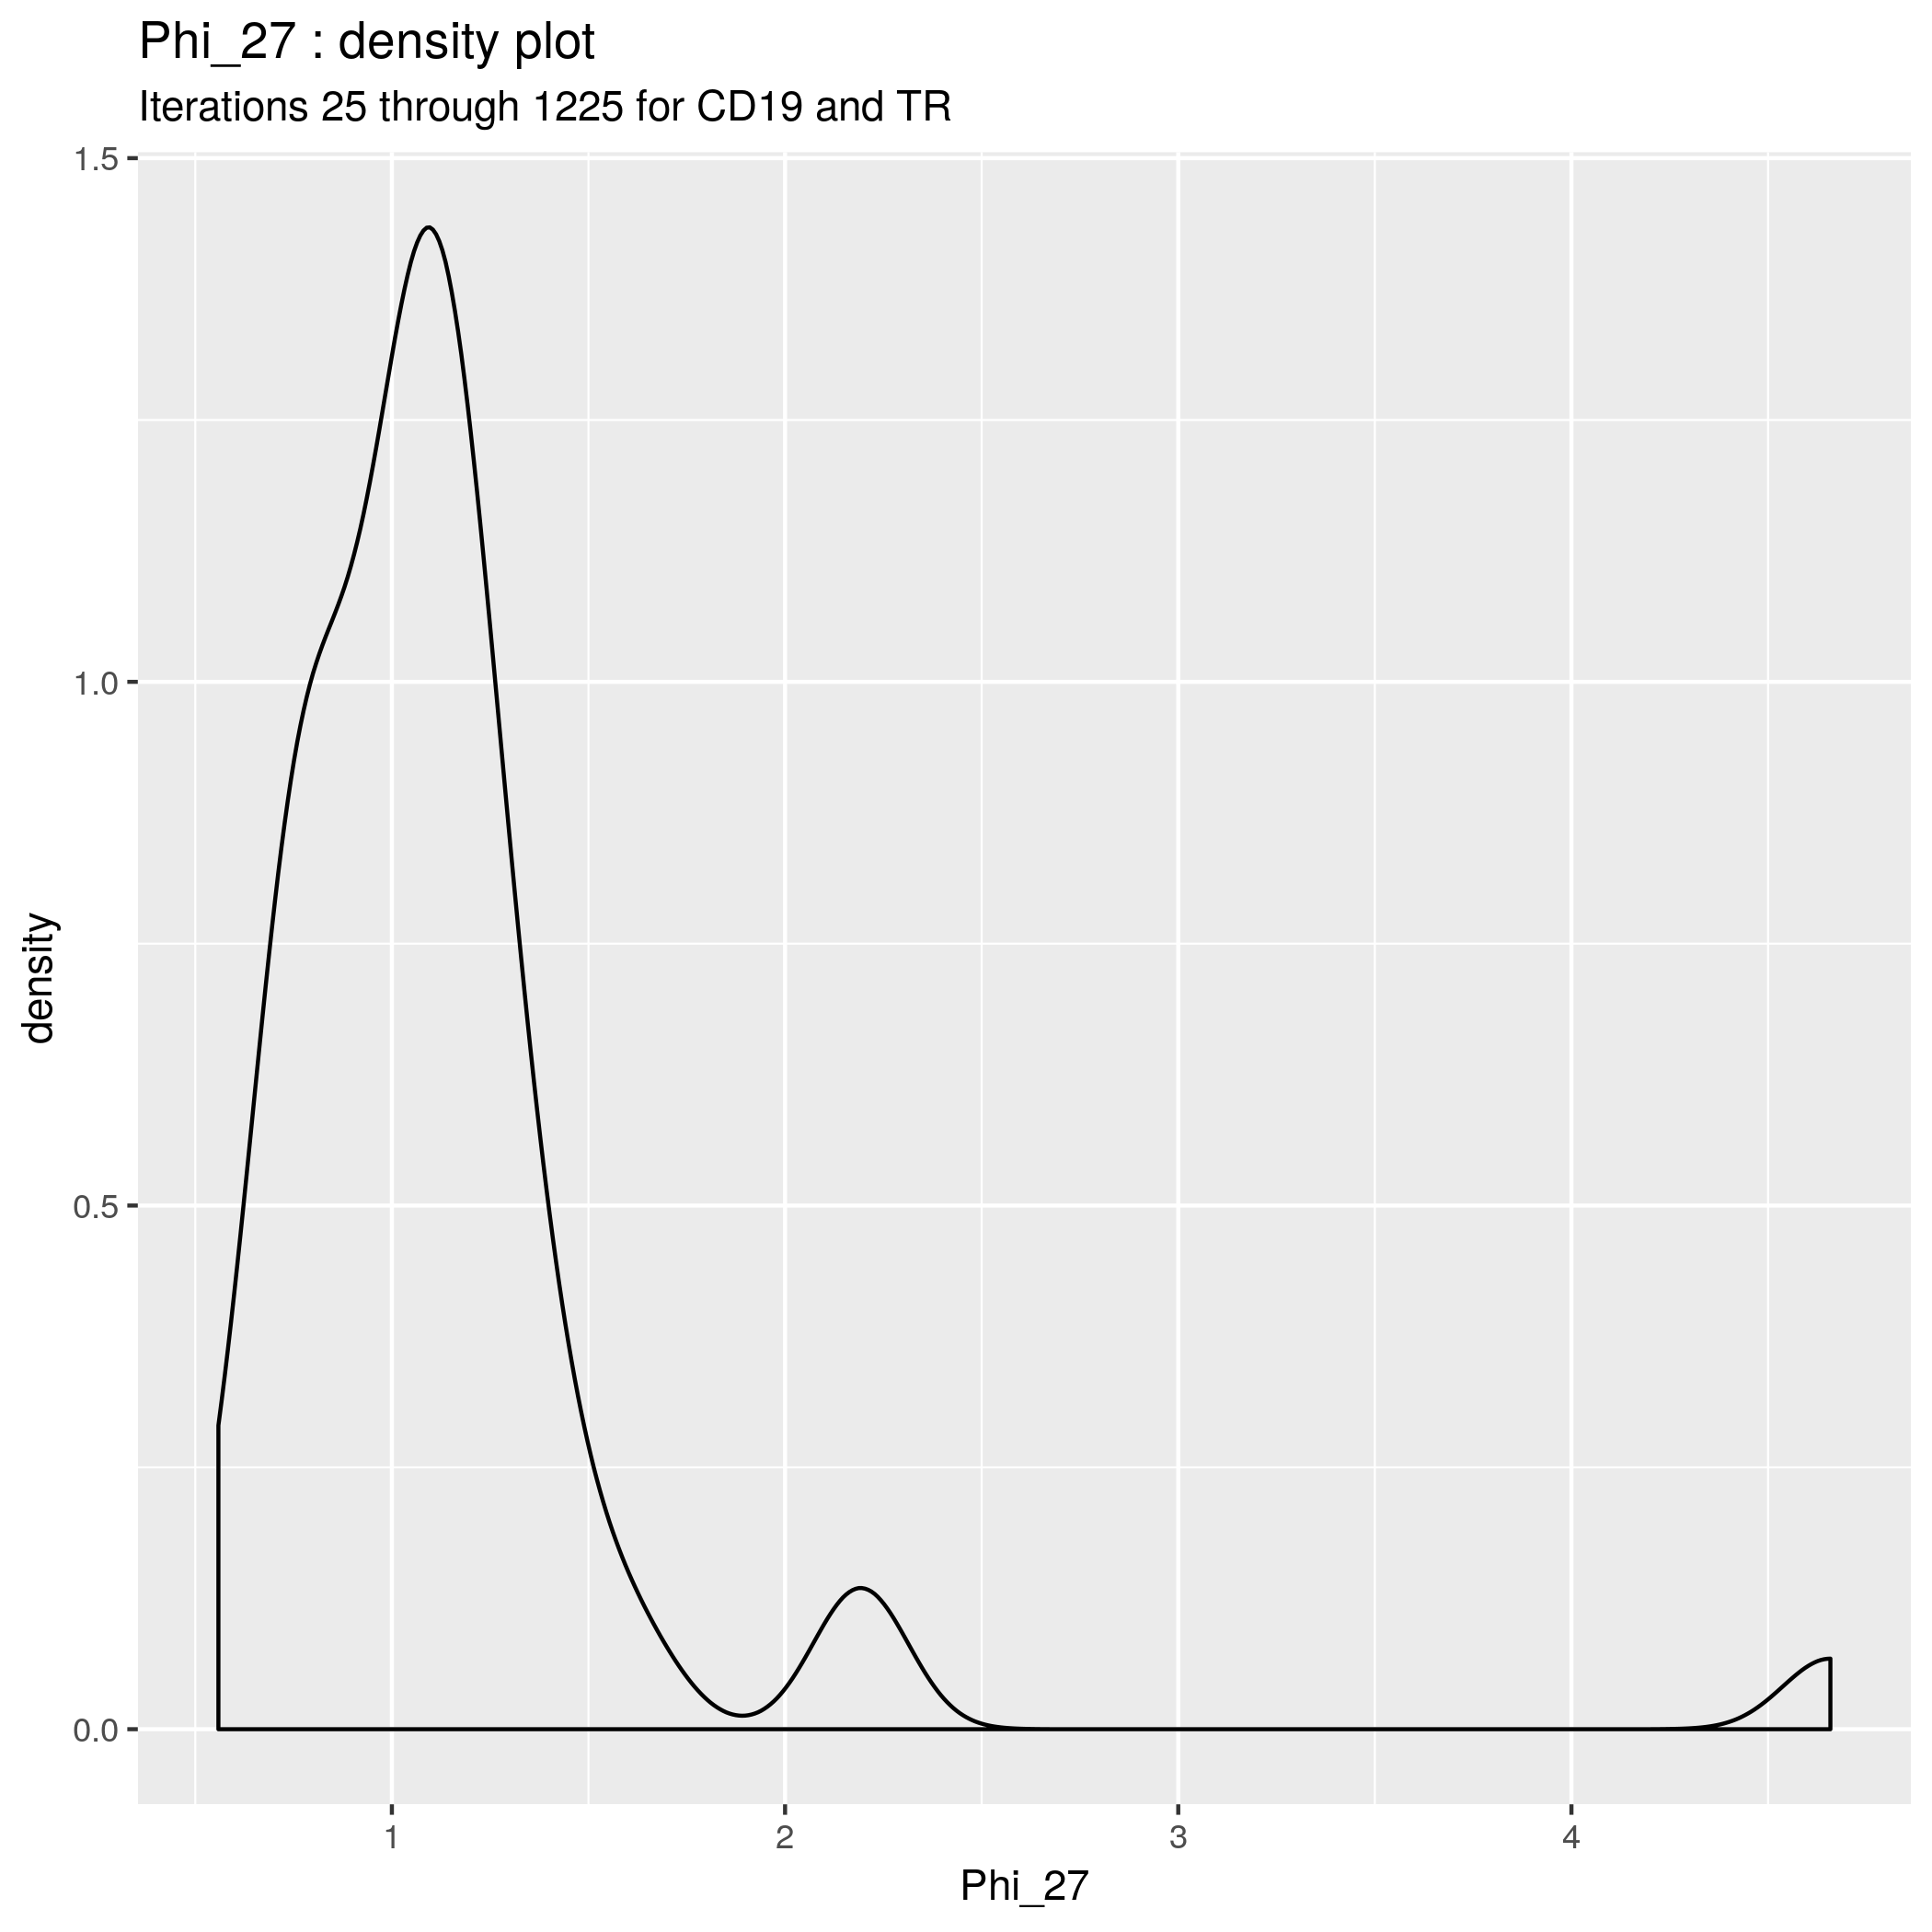 Phi_27 : density plot
Iterations 25 through 1225 for CD19 and TR
1.5
1.0
0.5
0.0
density
1 2 3 4
Phi_27